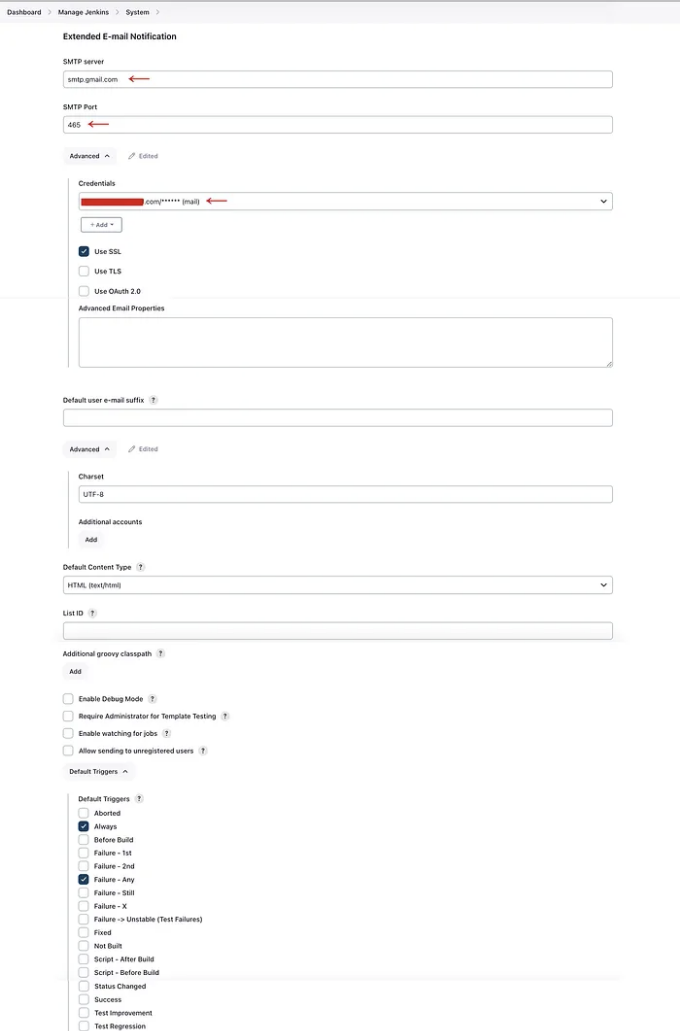 Dashboard > Manage Jenkins > System >
Extended E-mail Notification
SMTP server
smtp.gmail.com
SMTP Port
465
Advanced
Edited
Credentials
.com/****** (mail)
+ Add
Use SSL
Use TLS
Use OAuth 2.0
Advanced Email Properties
Default user e-mail suffix ?
Advanced
Edited
Charset
UTF-8
Additional accounts
Add
Default Content Type ?
HTML (text/html)
List ID ?
Additional groovy classpath ?
Add
Enable Debug Mode ?
Require Administrator for Template Testing ?
Enable watching for jobs ?
Allow sending to unregistered users ?
Default Triggers
Default Triggers ?
Aborted
Always
Before Build
Failure - 1st
Failure - 2nd
Failure - Any
Failure - Still
Failure - X
Failure -> Unstable (Test Failures)
Fixed
Not Built
Script - After Build
Script - Before Build
Status Changed
Success
Test Improvement
Test Regression